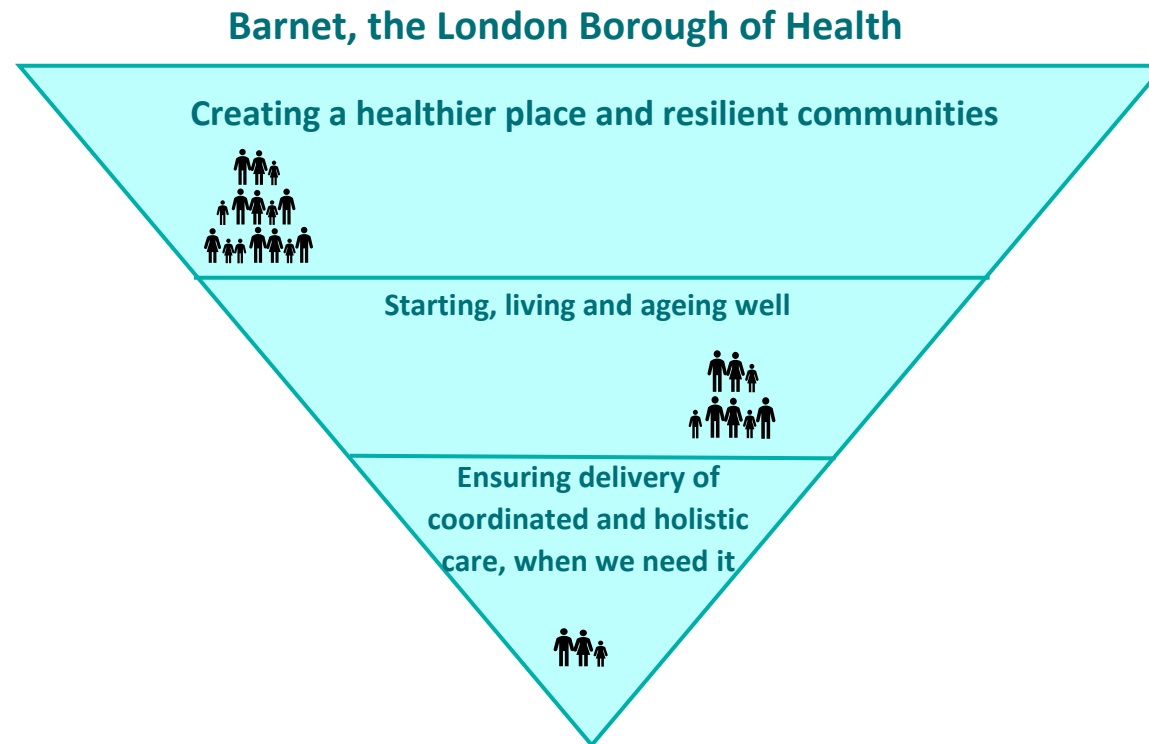 Barnet, the London Borough of Health
Creating a healthier place and resilient communities
Starting, living and ageing well
Ensuring delivery of
coordinated and holistic
care, when we need it